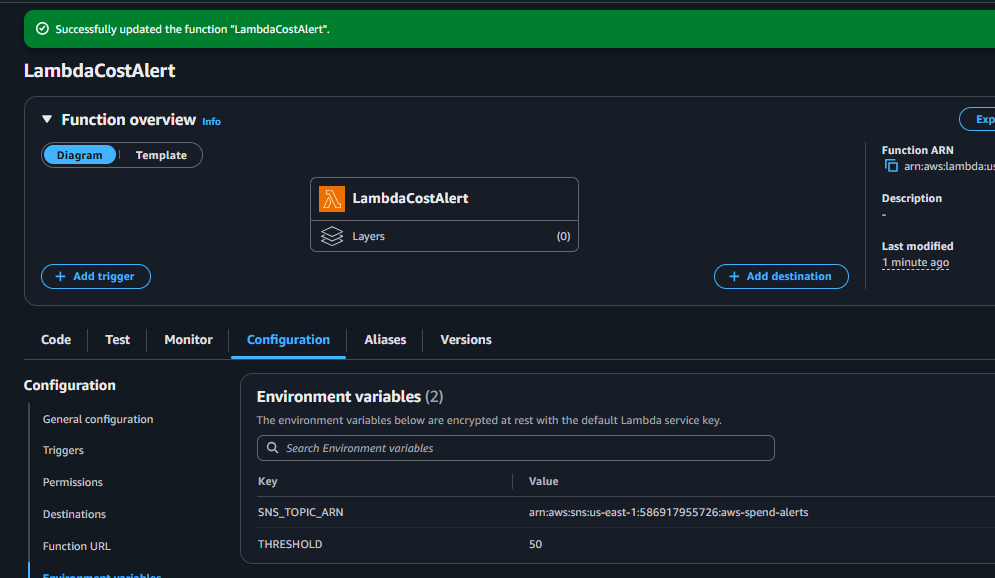 Successfully updated the function "LambdaCostAlert".
LambdaCostAlert
Function overview Info
Exp
Diagram Template
Function ARN
arn:aws:lambda:us
LambdaCostAlert
Description
-
Layers (0)
Last modified
1 minute ago
Add trigger
Add destination
Code Test Monitor Configuration Aliases Versions
Configuration
General configuration
Triggers
Permissions
Destinations
Function URL
Environment variables
Environment variables (2)
The environment variables below are encrypted at rest with the default Lambda service key.
Search Environment variables
Key Value
SNS_TOPIC_ARN arn:aws:sns:us-east-1:586917955726:aws-spend-alerts
THRESHOLD 50